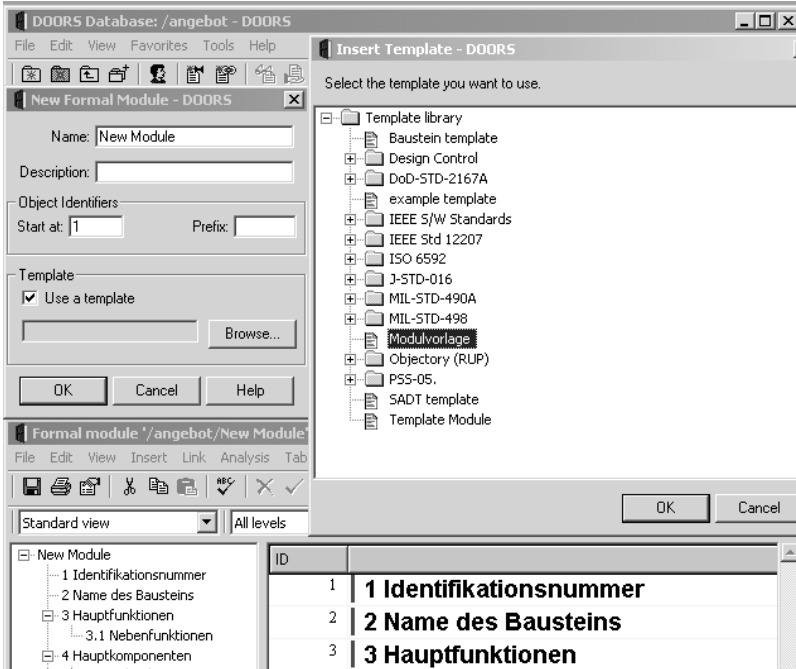 DOORS Database: /angebot - DOORS
File Edit View Favorites Tools Help
New Formal Module - DOORS
Name: New Module
Description:
Object Identifiers
Start at: 1 Prefix:
Template
Use a template
Browse...
OK Cancel Help
Insert Template - DOORS
Select the template you want to use.
Template library
Baustein template
Design Control
DoD-STD-2167A
example template
IEEE S/W Standards
IEEE Std 12207
ISO 6592
J-STD-016
MIL-STD-490A
MIL-STD-498
Modulvorlage
Objectory (RUP)
PSS-05.
SADT template
Template Module
OK Cancel
Formal module '/angebot/New Module'
File Edit View Insert Link Analysis Tab
ABC
Standard view All levels
New Module
1 Identifikationsnummer
2 Name des Bausteins
3 Hauptfunktionen
3.1 Nebenfunktionen
4 Hauptkomponenten
ID
1 1 Identifikationsnummer
2 2 Name des Bausteins
3 3 Hauptfunktionen